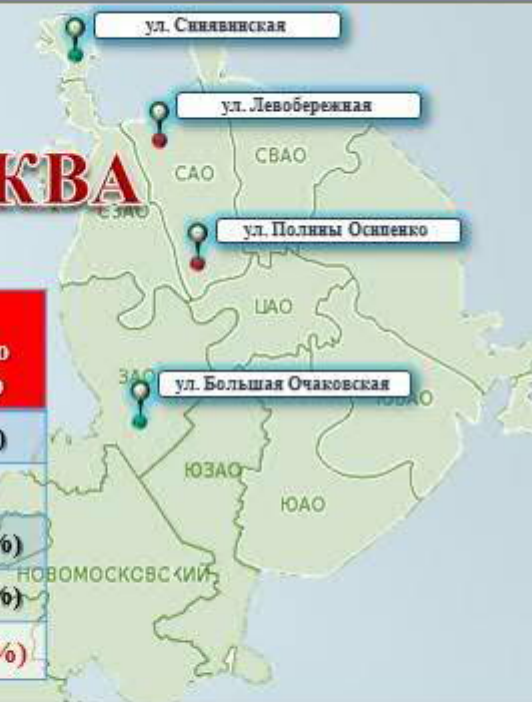 ул. Синявинская
ул. Левобережная
СВАО
САО
КВА
СЗАО
ул. Полины Осипенко
ЦАО
ЗАО
ул. Большая Очаковская
ЮВАО
ЮЗАО
ЮАО
%)
НОВОМОСКОВСКИЙ
%)
%)